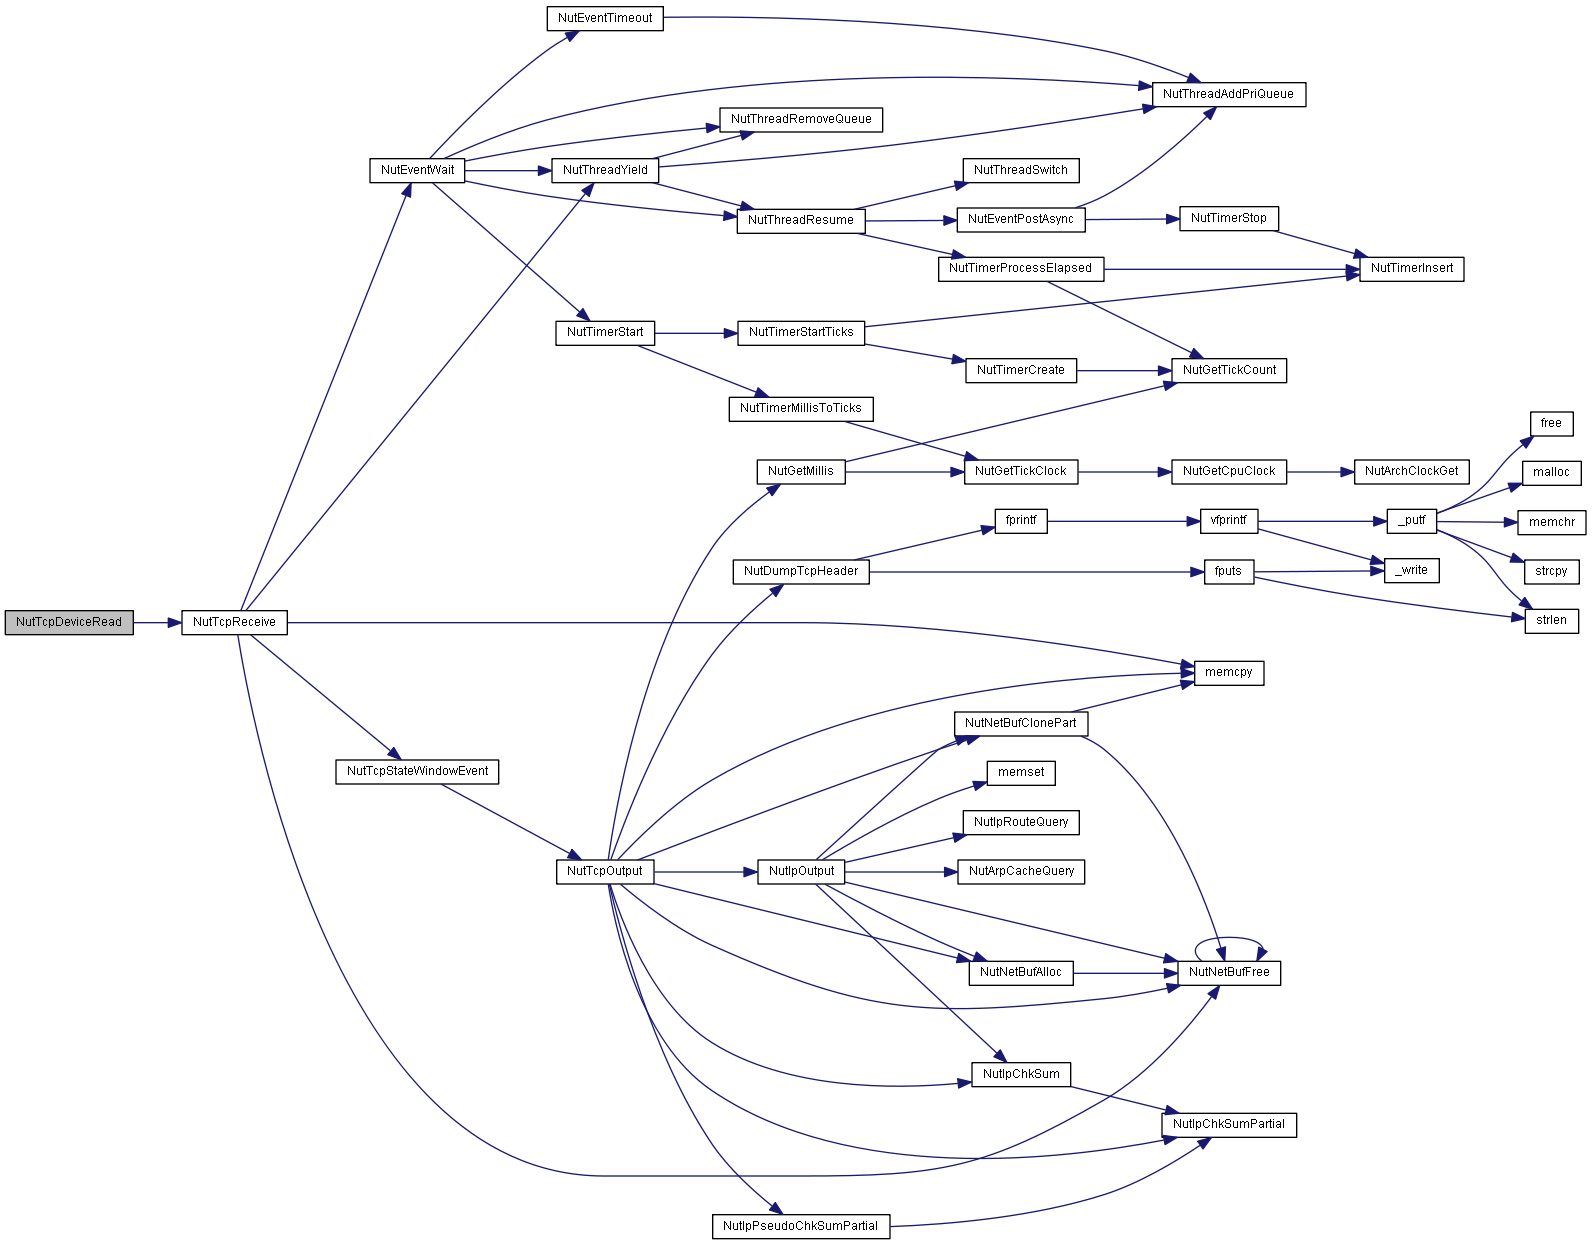 NutEventTimeout
NutThreadAddPriQueue
NutThreadRemoveQueue
NutEventWait
NutThreadYield
NutThreadSwitch
NutThreadResume
NutEventPostAsync
NutTimerStop
NutTimerProcessElapsed
NutTimerInsert
NutTimerStart
NutTimerStartTicks
NutTimerCreate
NutGetTickCount
NutTimerMillisToTicks
free
NutGetMillis
NutGetTickClock
NutGetCpuClock
NutArchClockGet
malloc
fprintf
vfprintf
_putf
memchr
NutDumpTcpHeader
fputs
_write
strcpy
NutTcpDeviceRead
NutTcpReceive
strlen
memcpy
NutNetBufClonePart
NutTcpStateWindowEvent
memset
NutIpRouteQuery
NutTcpOutput
NutIpOutput
NutArpCacheQuery
NutNetBufAlloc
NutNetBufFree
NutIpChkSum
NutIpChkSumPartial
NutIpPseudoChkSumPartial